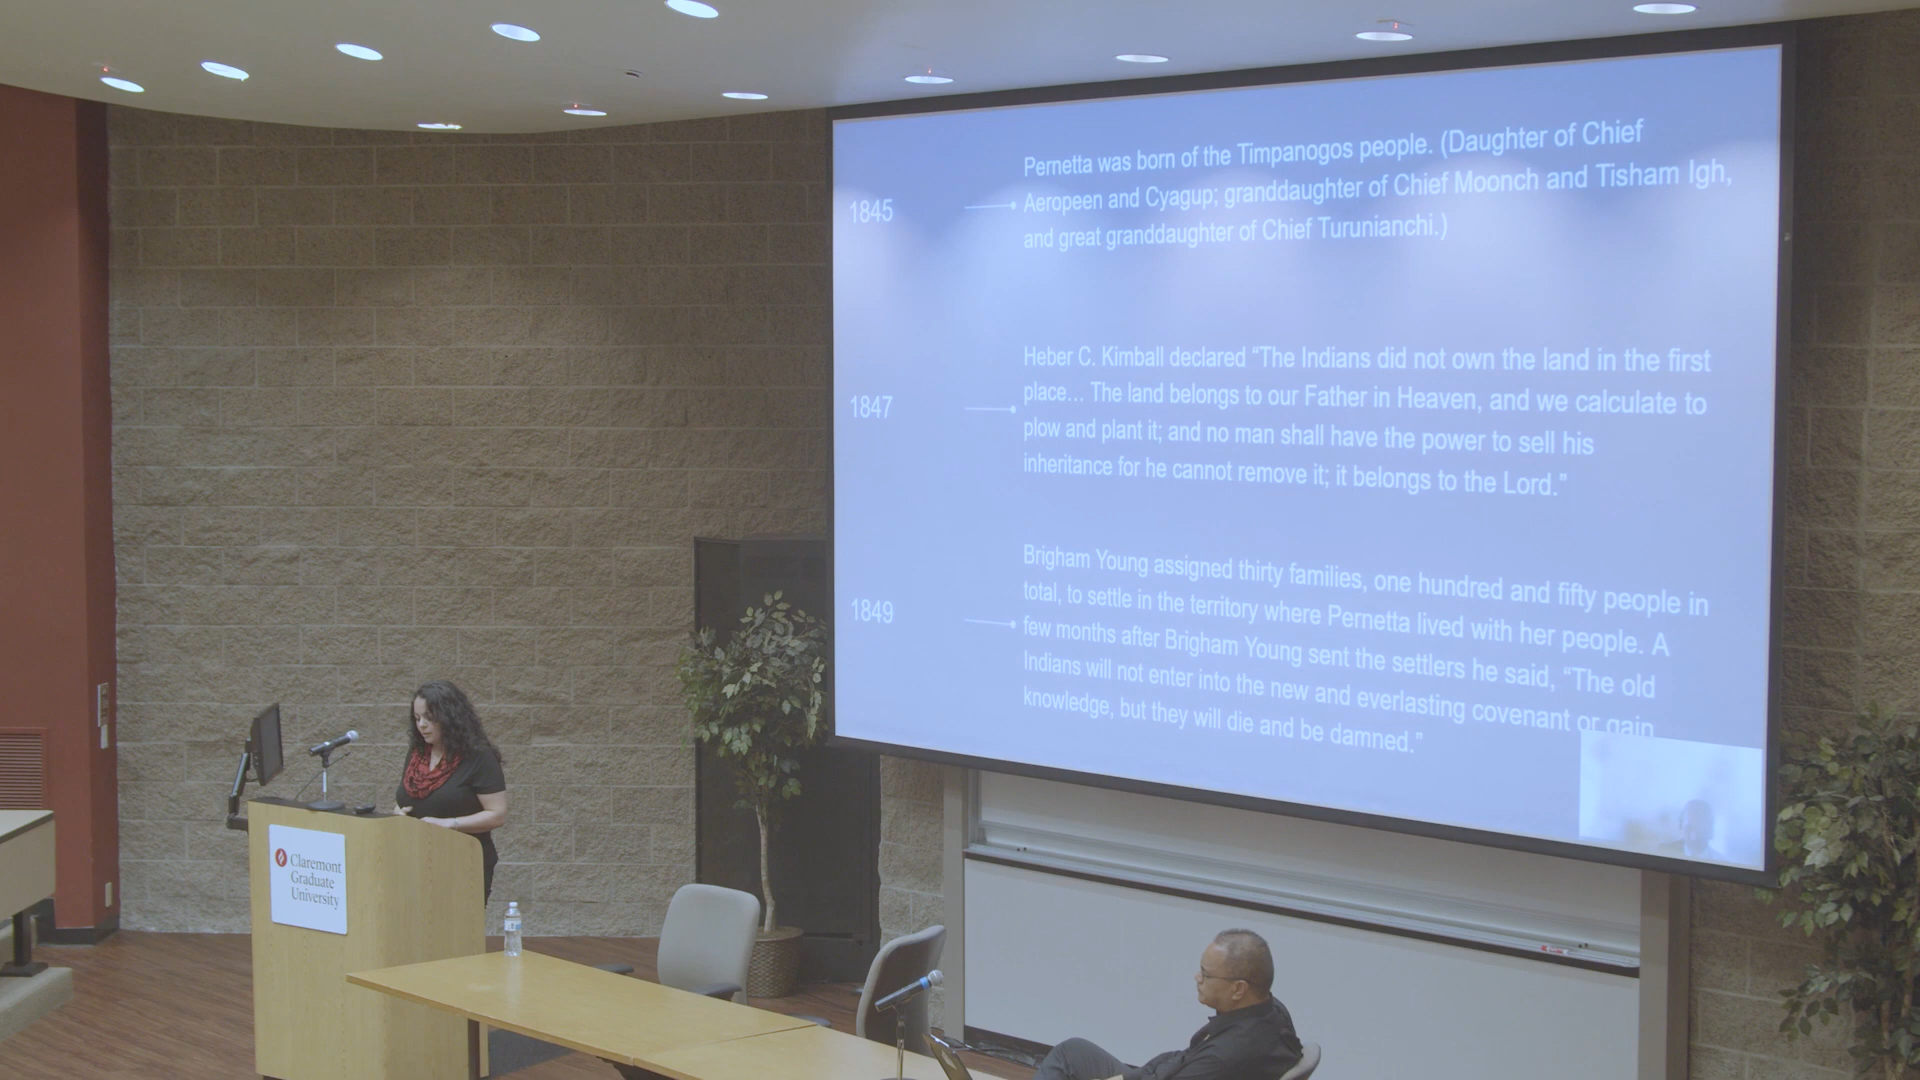 1845
Pernetta was born of the Timpanogos people. (Daughter of Chief
Aeropeen and Cyagup; granddaughter of Chief Moonch and Tisham Igh,
and great granddaughter of Chief Turunianchi.)
1847
Heber C. Kimball declared “The Indians did not own the land in the first
place... The land belongs to our Father in Heaven, and we calculate to
plow and plant it; and no man shall have the power to sell his
inheritance for he cannot remove it; it belongs to the Lord.”
1849
Brigham Young assigned thirty families, one hundred and fifty people in
total, to settle in the territory where Pernetta lived with her people. A
few months after Brigham Young sent the settlers he said, “The old
Indians will not enter into the new and everlasting covenant or gain
knowledge, but they will die and be damned.”
Claremont
Graduate
University